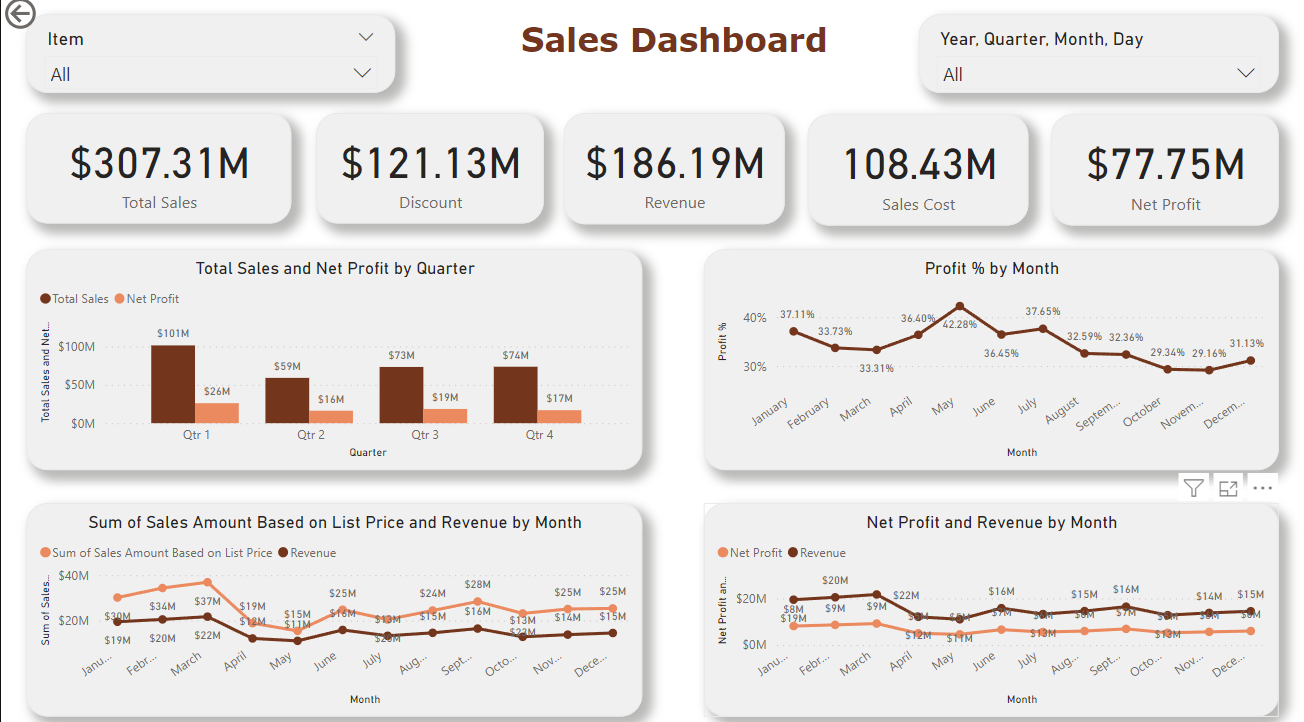 Item
All
Sales Dashboard
Year, Quarter, Month, Day
All
$307.31M
Total Sales
$121.13M
Discount
$186.19M
Revenue
108.43M
Sales Cost
$77.75M
Net Profit
Total Sales and Net Profit by Quarter
Total Sales Net Profit
Total Sales and Net...
$100M
$50M
$0M
$101M
$26M
$59M
$16M
$73M
$19M
$74M
$17M
Qtr 1 Qtr 2 Qtr 3 Qtr 4
Quarter
Profit % by Month
Profit %
40%
30%
37.11%
33.73%
33.31%
36.40%
42.28%
36.45%
37.65%
32.59%
32.36%
29.34%
29.16%
31.13%
January February March April May June July August Septem... October Novem... Decem...
Month
Sum of Sales Amount Based on List Price and Revenue by Month
Sum of Sales Amount Based on List Price Revenue
Sum of Sales...
$40M
$20M
$30M $34M $37M $19M $15M $25M $24M $28M $25M $25M
$19M $20M $22M $12M $11M $16M $13M $15M $16M $13M $14M $15M
Janu... Febr... March April May June July Aug... Sept... Octo... Nov... Dece...
Month
Net Profit and Revenue by Month
Net Profit Revenue
Net Profit an...
$20M
$0M
$19M $20M $22M $12M $11M $16M $13M $15M $16M $13M $14M $15M
$8M $9M $9M
Janu... Febr... March April May June July Aug... Sept... Octo... Nov... Dece...
Month